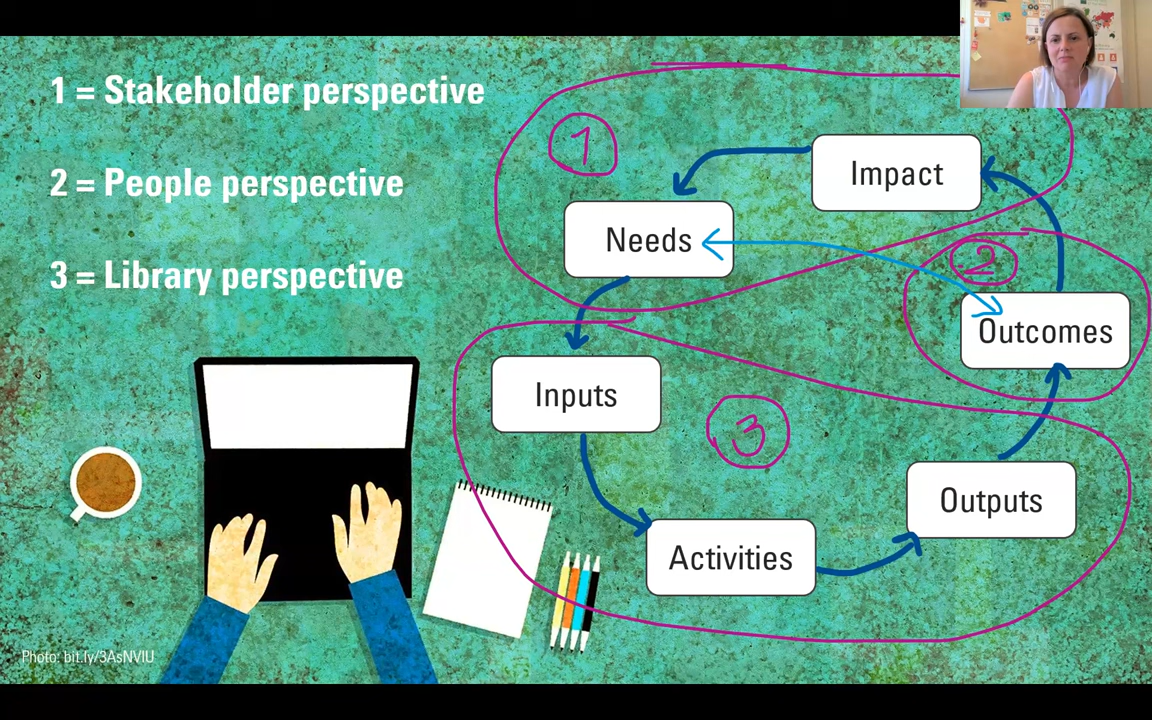 1 = Stakeholder perspective
2 = People perspective
3 = Library perspective
1
Impact
Needs
2
Outcomes
Inputs
3
Outputs
Activities
Photo: bit.ly/3AsNVIU